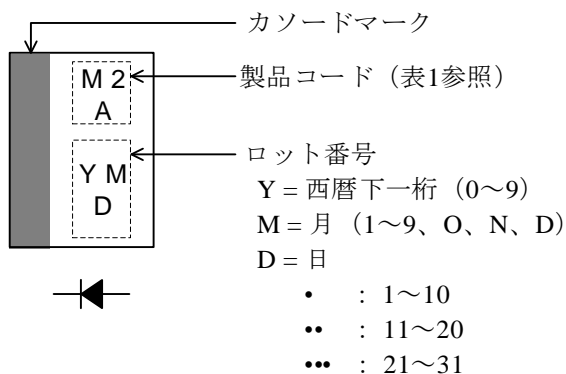 カソードマーク
M 2
A
製品コード（表1参照）
Y M
D
ロット番号
Y = 西暦下一桁（0～9）
M = 月（1～9、O、N、D）
D = 日
• : 1～10
•• : 11～20
••• : 21～31